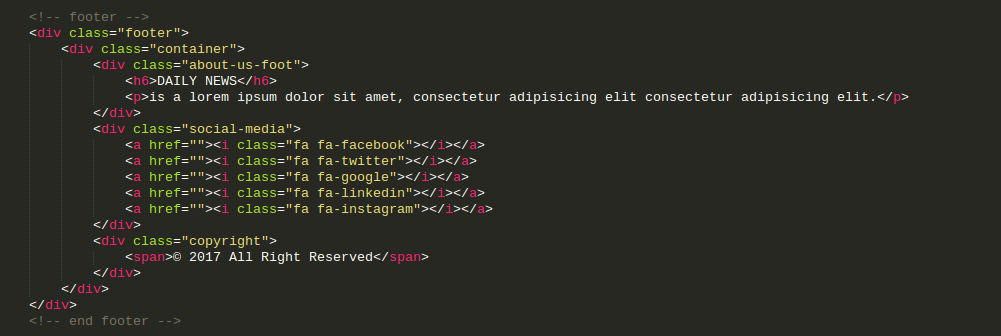 <!-- footer -->
<div class="footer">
    <div class="container">
        <div class="about-us-foot">
            <h6>DAILY NEWS</h6>
            <p>is a lorem ipsum dolor sit amet, consectetur adipisicing elit consectetur adipisicing elit.</p>
        </div>
        <div class="social-media">
            <a href=""><i class="fa fa-facebook"></i></a>
            <a href=""><i class="fa fa-twitter"></i></a>
            <a href=""><i class="fa fa-google"></i></a>
            <a href=""><i class="fa fa-linkedin"></i></a>
            <a href=""><i class="fa fa-instagram"></i></a>
        </div>
        <div class="copyright">
            <span>© 2017 All Right Reserved</span>
        </div>
    </div>
</div>
<!-- end footer -->